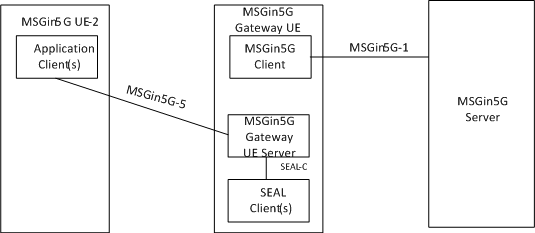 MSGin5G UE-2
Application
Client(s)
MSGin5G-5
MSGin5G
Gateway UE
MSGin5G
Client
MSGin5G
Gateway
UE Server
SEAL-C
SEAL
Client(s)
MSGin5G-1
MSGin5G
Server